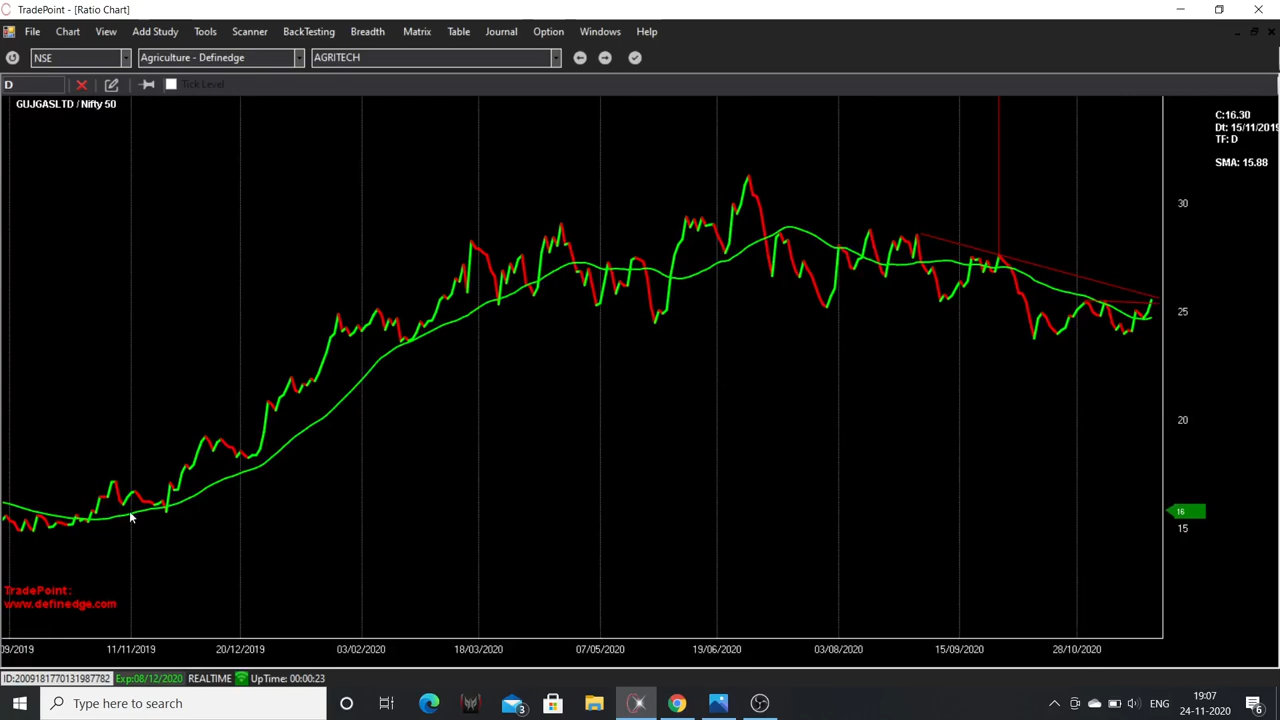 TradePoint - [Ratio Chart]
File Chart View Add Study Tools Scanner BackTesting Breadth Matrix Table Journal Option Windows Help
NSE Agriculture - Definedge AGRITECH
D Tick Level
GUJGASLTD / Nifty 50
C:16.30
Dt: 15/11/2019
TF: D
SMA: 15.88
30
25
20
16
15
TradePoint:
www.definedge.com
09/2019 11/11/2019 20/12/2019 03/02/2020 18/03/2020 07/05/2020 19/06/2020 03/08/2020 15/09/2020 28/10/2020
ID:2009181770131987782 Exp:08/12/2020 REALTIME UpTime: 00:00:23
Type here to search
3
ENG
19:07
24-11-2020
6